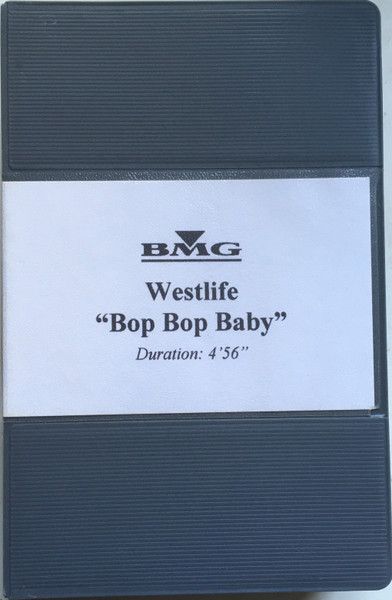 BMG
Westlife
“Bop Bop Baby”
Duration: 4’56”